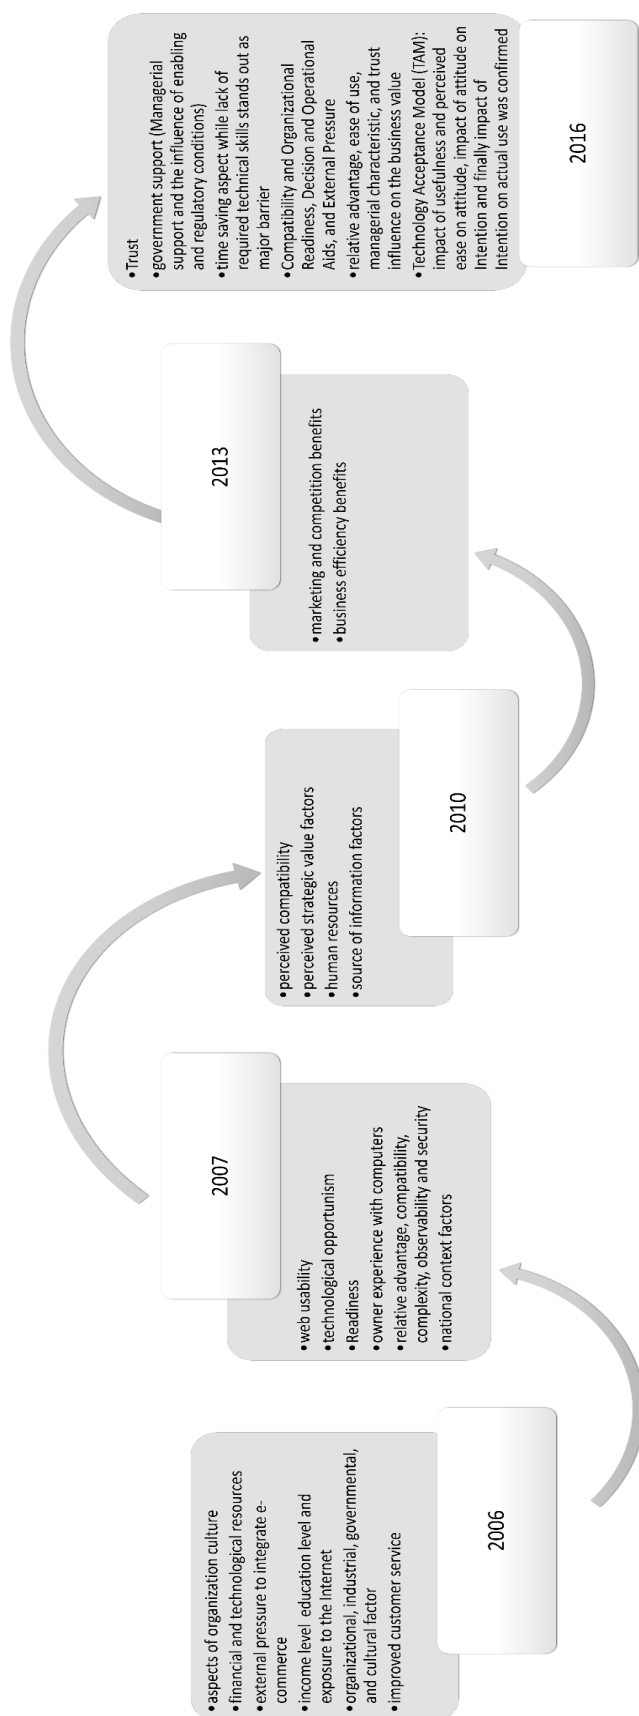 •aspects of organization culture
•financial and technological resources
•external pressure to integrate e-
commerce
•income level education level and
exposure to the Internet
•organizational, industrial, governmental,
and cultural factor
•improved customer service
2006
2007
•web usability
•technological opportunism
•Readiness
•owner experience with computers
•relative advantage, compatibility,
complexity, observability and security
•national context factors
•perceived compatibility
•perceived strategic value factors
•human resources
•source of information factors
2010
2013
•marketing and competition benefits
•business efficiency benefits
•Trust
•government support (Managerial
support and the influence of enabling
and regulatory conditions)
•time saving aspect while lack of
required technical skills stands out as
major barrier
•Compatibility and Organizational
Readiness, Decision and Operational
Aids, and External Pressure
•relative advantage, ease of use,
managerial characteristic, and trust
influence on the business value
•Technology Acceptance Model (TAM):
impact of usefulness and perceived
ease on attitude, impact of attitude on
Intention and finally impact of
Intention on actual use was confirmed
2016